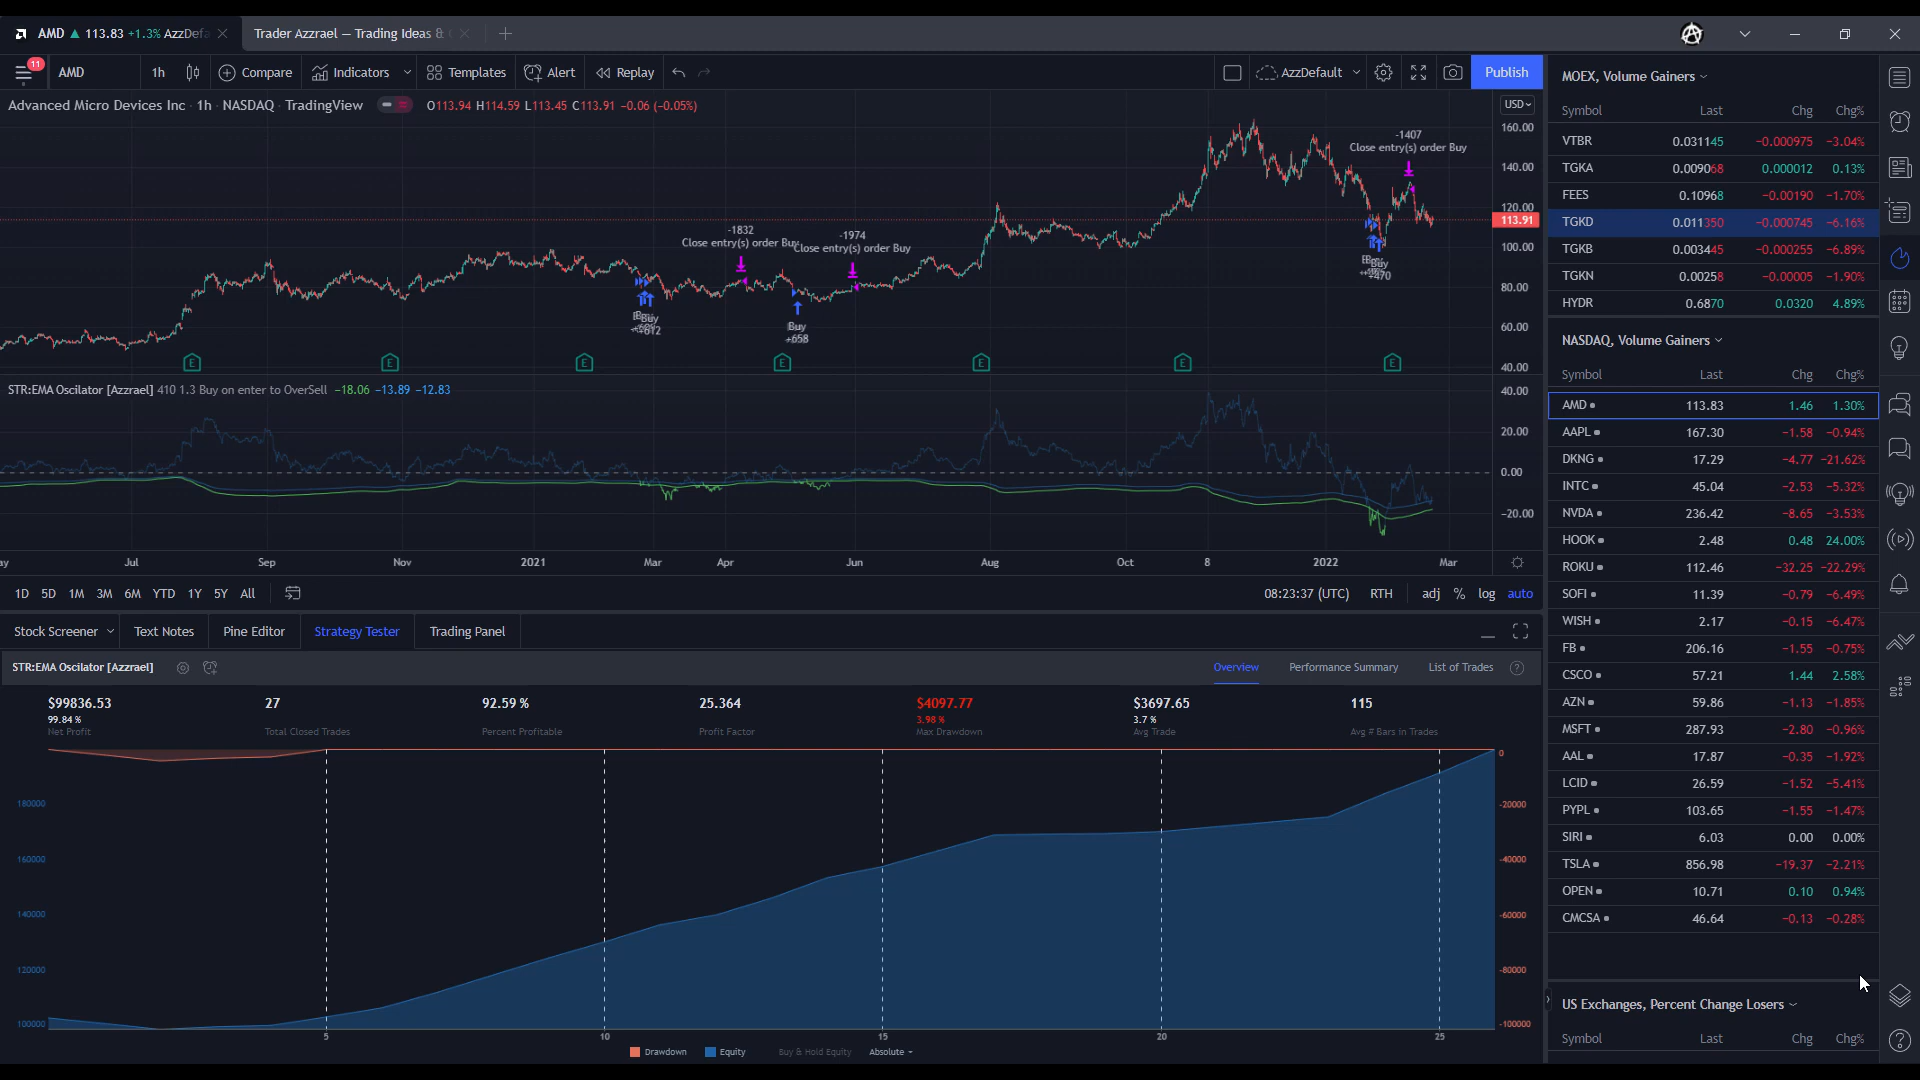 AMD ▲ 113.83 +1.3% AzzDefa
Trader Azzrael — Trading Ideas &
11
AMD
1h
Compare
Indicators
Templates
Alert
Replay
AzzDefault
Publish
Advanced Micro Devices Inc · 1h · NASDAQ · TradingView
O113.94 H114.59 L113.45 C113.91 −0.06 (−0.05%)
USD
160.00
140.00
120.00
113.91
100.00
80.00
60.00
40.00
-1832
Close entry(s) order Buy
-1974
Close entry(s) order Buy
-1407
Close entry(s) order Buy
Buy
+612
Buy
+658
Buy
+470
E
E
E
E
E
E
E
STR:EMA Oscilator [Azzrael] 410 1.3 Buy on enter to OverSell −18.06 −13.89 −12.83
40.00
20.00
0.00
−20.00
ay
Jul
Sep
Nov
2021
Mar
Apr
Jun
Aug
Oct
8
2022
Mar
1D 5D 1M 3M 6M YTD 1Y 5Y All
08:23:37 (UTC)
RTH
adj % log auto
Stock Screener
Text Notes
Pine Editor
Strategy Tester
Trading Panel
STR:EMA Oscilator [Azzrael]
Overview
Performance Summary
List of Trades
$99836.53
99.84 %
Net Profit
27
Total Closed Trades
92.59 %
Percent Profitable
25.364
Profit Factor
$4097.77
3.98 %
Max Drawdown
$3697.65
3.7 %
Avg Trade
115
Avg # Bars in Trades
180000
160000
140000
120000
100000
0
-20000
-40000
-60000
-80000
-100000
5
10
15
20
25
Drawdown
Equity
Buy & Hold Equity
Absolute
MOEX, Volume Gainers
Symbol Last Chg Chg%
VTBR 0.031145 −0.000975 −3.04%
TGKA 0.009068 0.000012 0.13%
FEES 0.10968 −0.00190 −1.70%
TGKD 0.011350 −0.000745 −6.16%
TGKB 0.003445 −0.000255 −6.89%
TGKN 0.00258 −0.00005 −1.90%
HYDR 0.6870 0.0320 4.89%
NASDAQ, Volume Gainers
Symbol Last Chg Chg%
AMD 113.83 1.46 1.30%
AAPL 167.30 −1.58 −0.94%
DKNG 17.29 −4.77 −21.62%
INTC 45.04 −2.53 −5.32%
NVDA 236.42 −8.65 −3.53%
HOOK 2.48 0.48 24.00%
ROKU 112.46 −32.25 −22.29%
SOFI 11.39 −0.79 −6.49%
WISH 2.17 −0.15 −6.47%
FB 206.16 −1.55 −0.75%
CSCO 57.21 1.44 2.58%
AZN 59.86 −1.13 −1.85%
MSFT 287.93 −2.80 −0.96%
AAL 17.87 −0.35 −1.92%
LCID 26.59 −1.52 −5.41%
PYPL 103.65 −1.55 −1.47%
SIRI 6.03 0.00 0.00%
TSLA 856.98 −19.37 −2.21%
OPEN 10.71 0.10 0.94%
CMCSA 46.64 −0.13 −0.28%
US Exchanges, Percent Change Losers
Symbol Last Chg Chg%